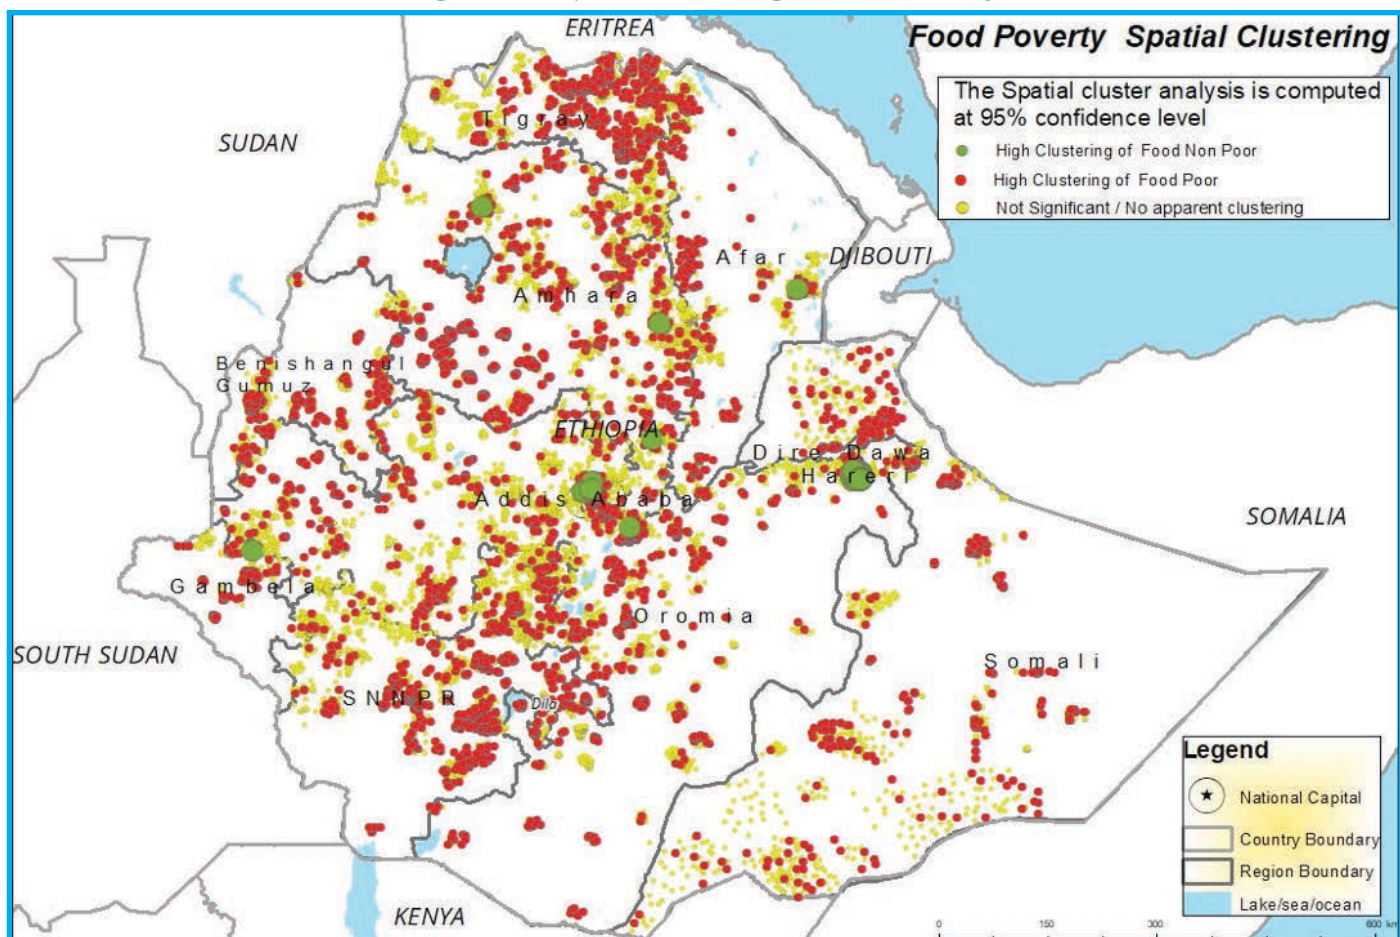 ERITREA
Food Poverty Spatial Clustering
The Spatial cluster analysis is computed
at 95% confidence level
High Clustering of Food Non Poor
High Clustering of Food Poor
Not Significant / No apparent clustering
SUDAN
Tigray
Afar
DJIBOUTI
Amhara
Benishangul
Gumuz
ETHIOPIA
Dire Dawa
Hareri
Addis Ababa
SOMALIA
Gambela
Oromia
SOUTH SUDAN
Somali
SNNPR
Dila
Legend
National Capital
Country Boundary
Region Boundary
Lake/sea/ocean
KENYA
0 150 300 600 km